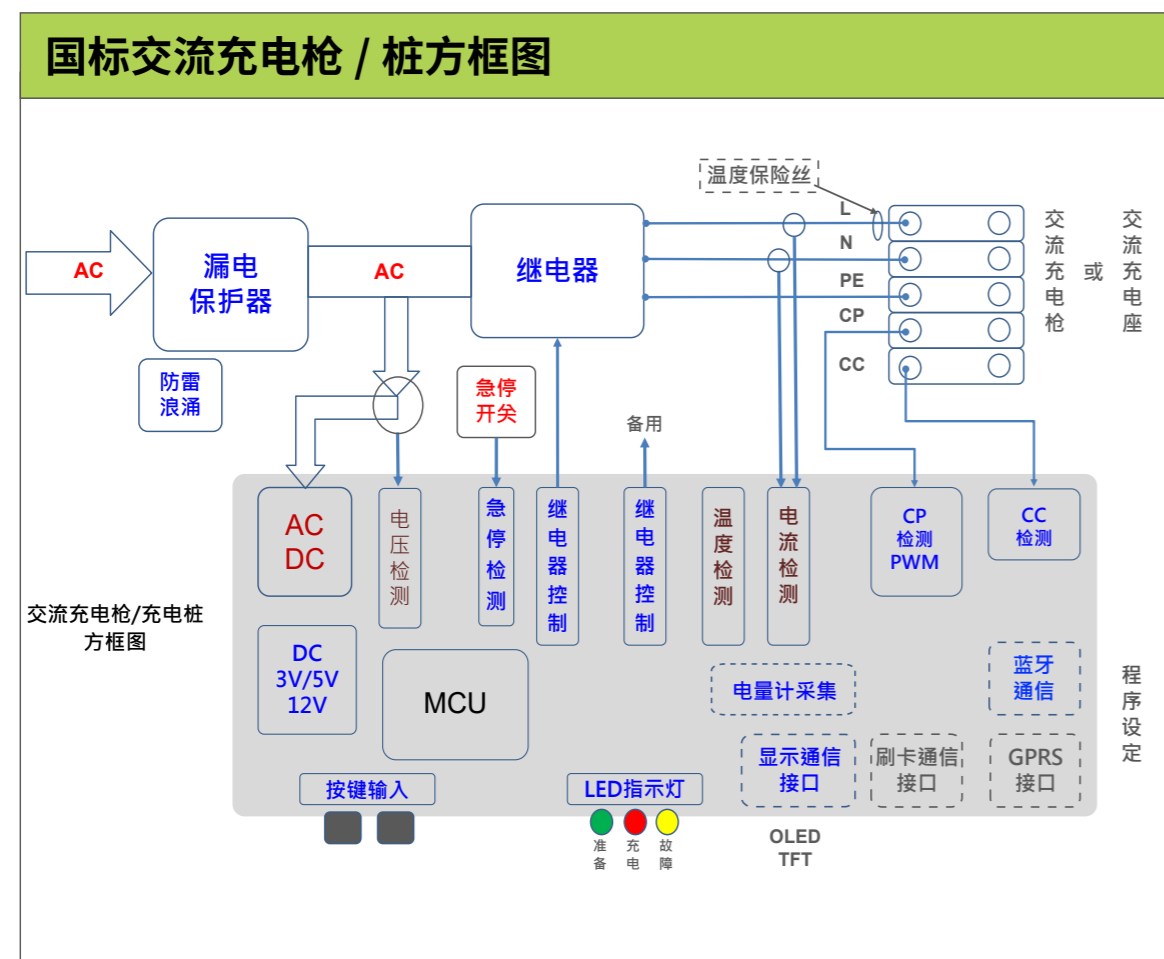 国标交流充电枪 / 桩方框图
温度保险丝
AC
漏电
保护器
AC
继电器
L
N
PE
CP
CC
交流充电枪
或
交流充电座
防雷
浪涌
急停
开关
备用
AC
DC
电压检测
急停检测
继电器控制
继电器控制
温度检测
电流检测
CP
检测
PWM
CC
检测
交流充电枪/充电桩
方框图
DC
3V/5V
12V
MCU
电量计采集
蓝牙
通信
程序设定
显示通信
接口
刷卡通信
接口
GPRS
接口
按键输入
LED指示灯
准备
充电
故障
OLED
TFT